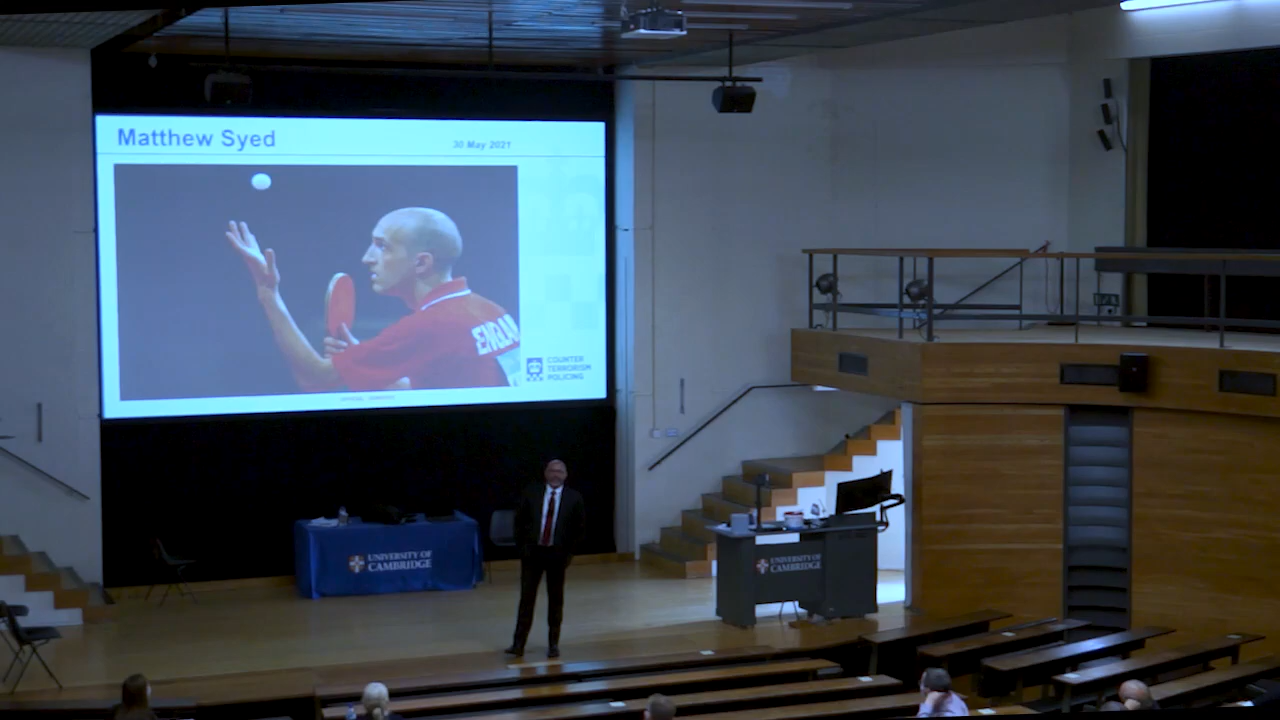 Matthew Syed
30 May 2021
ENGLAN
COUNTER
TERRORISM
POLICING
UNIVERSITY OF
CAMBRIDGE
UNIVERSITY OF
CAMBRIDGE